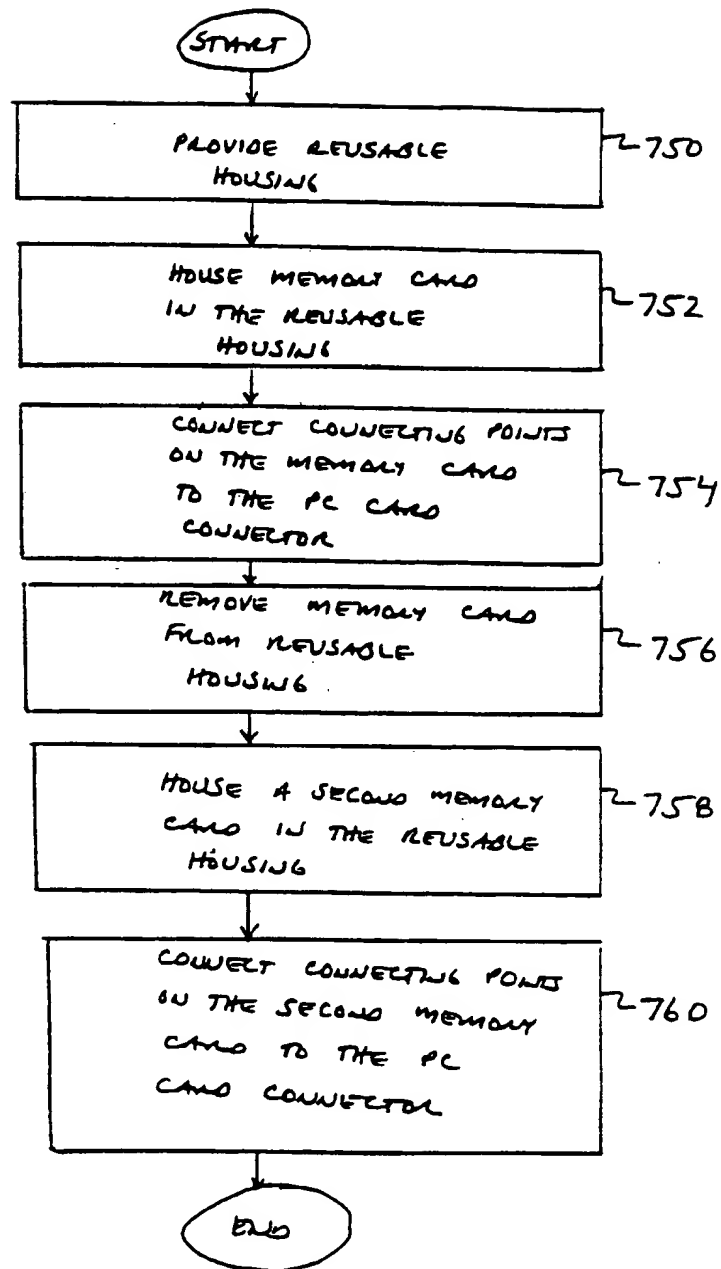 START
PROVIDE REUSABLE
HOUSING
750
HOUSE MEMORY CARD
IN THE REUSABLE
HOUSING
752
CONNECT CONNECTING POINTS
ON THE MEMORY CARD
TO THE PC CARD
CONNECTOR
754
REMOVE MEMORY CARD
FROM REUSABLE
HOUSING
756
HOUSE A SECOND MEMORY
CARD IN THE REUSABLE
HOUSING
758
CONNECT CONNECTING POINTS
ON THE SECOND MEMORY
CARD TO THE PC
CARD CONNECTOR
760
END